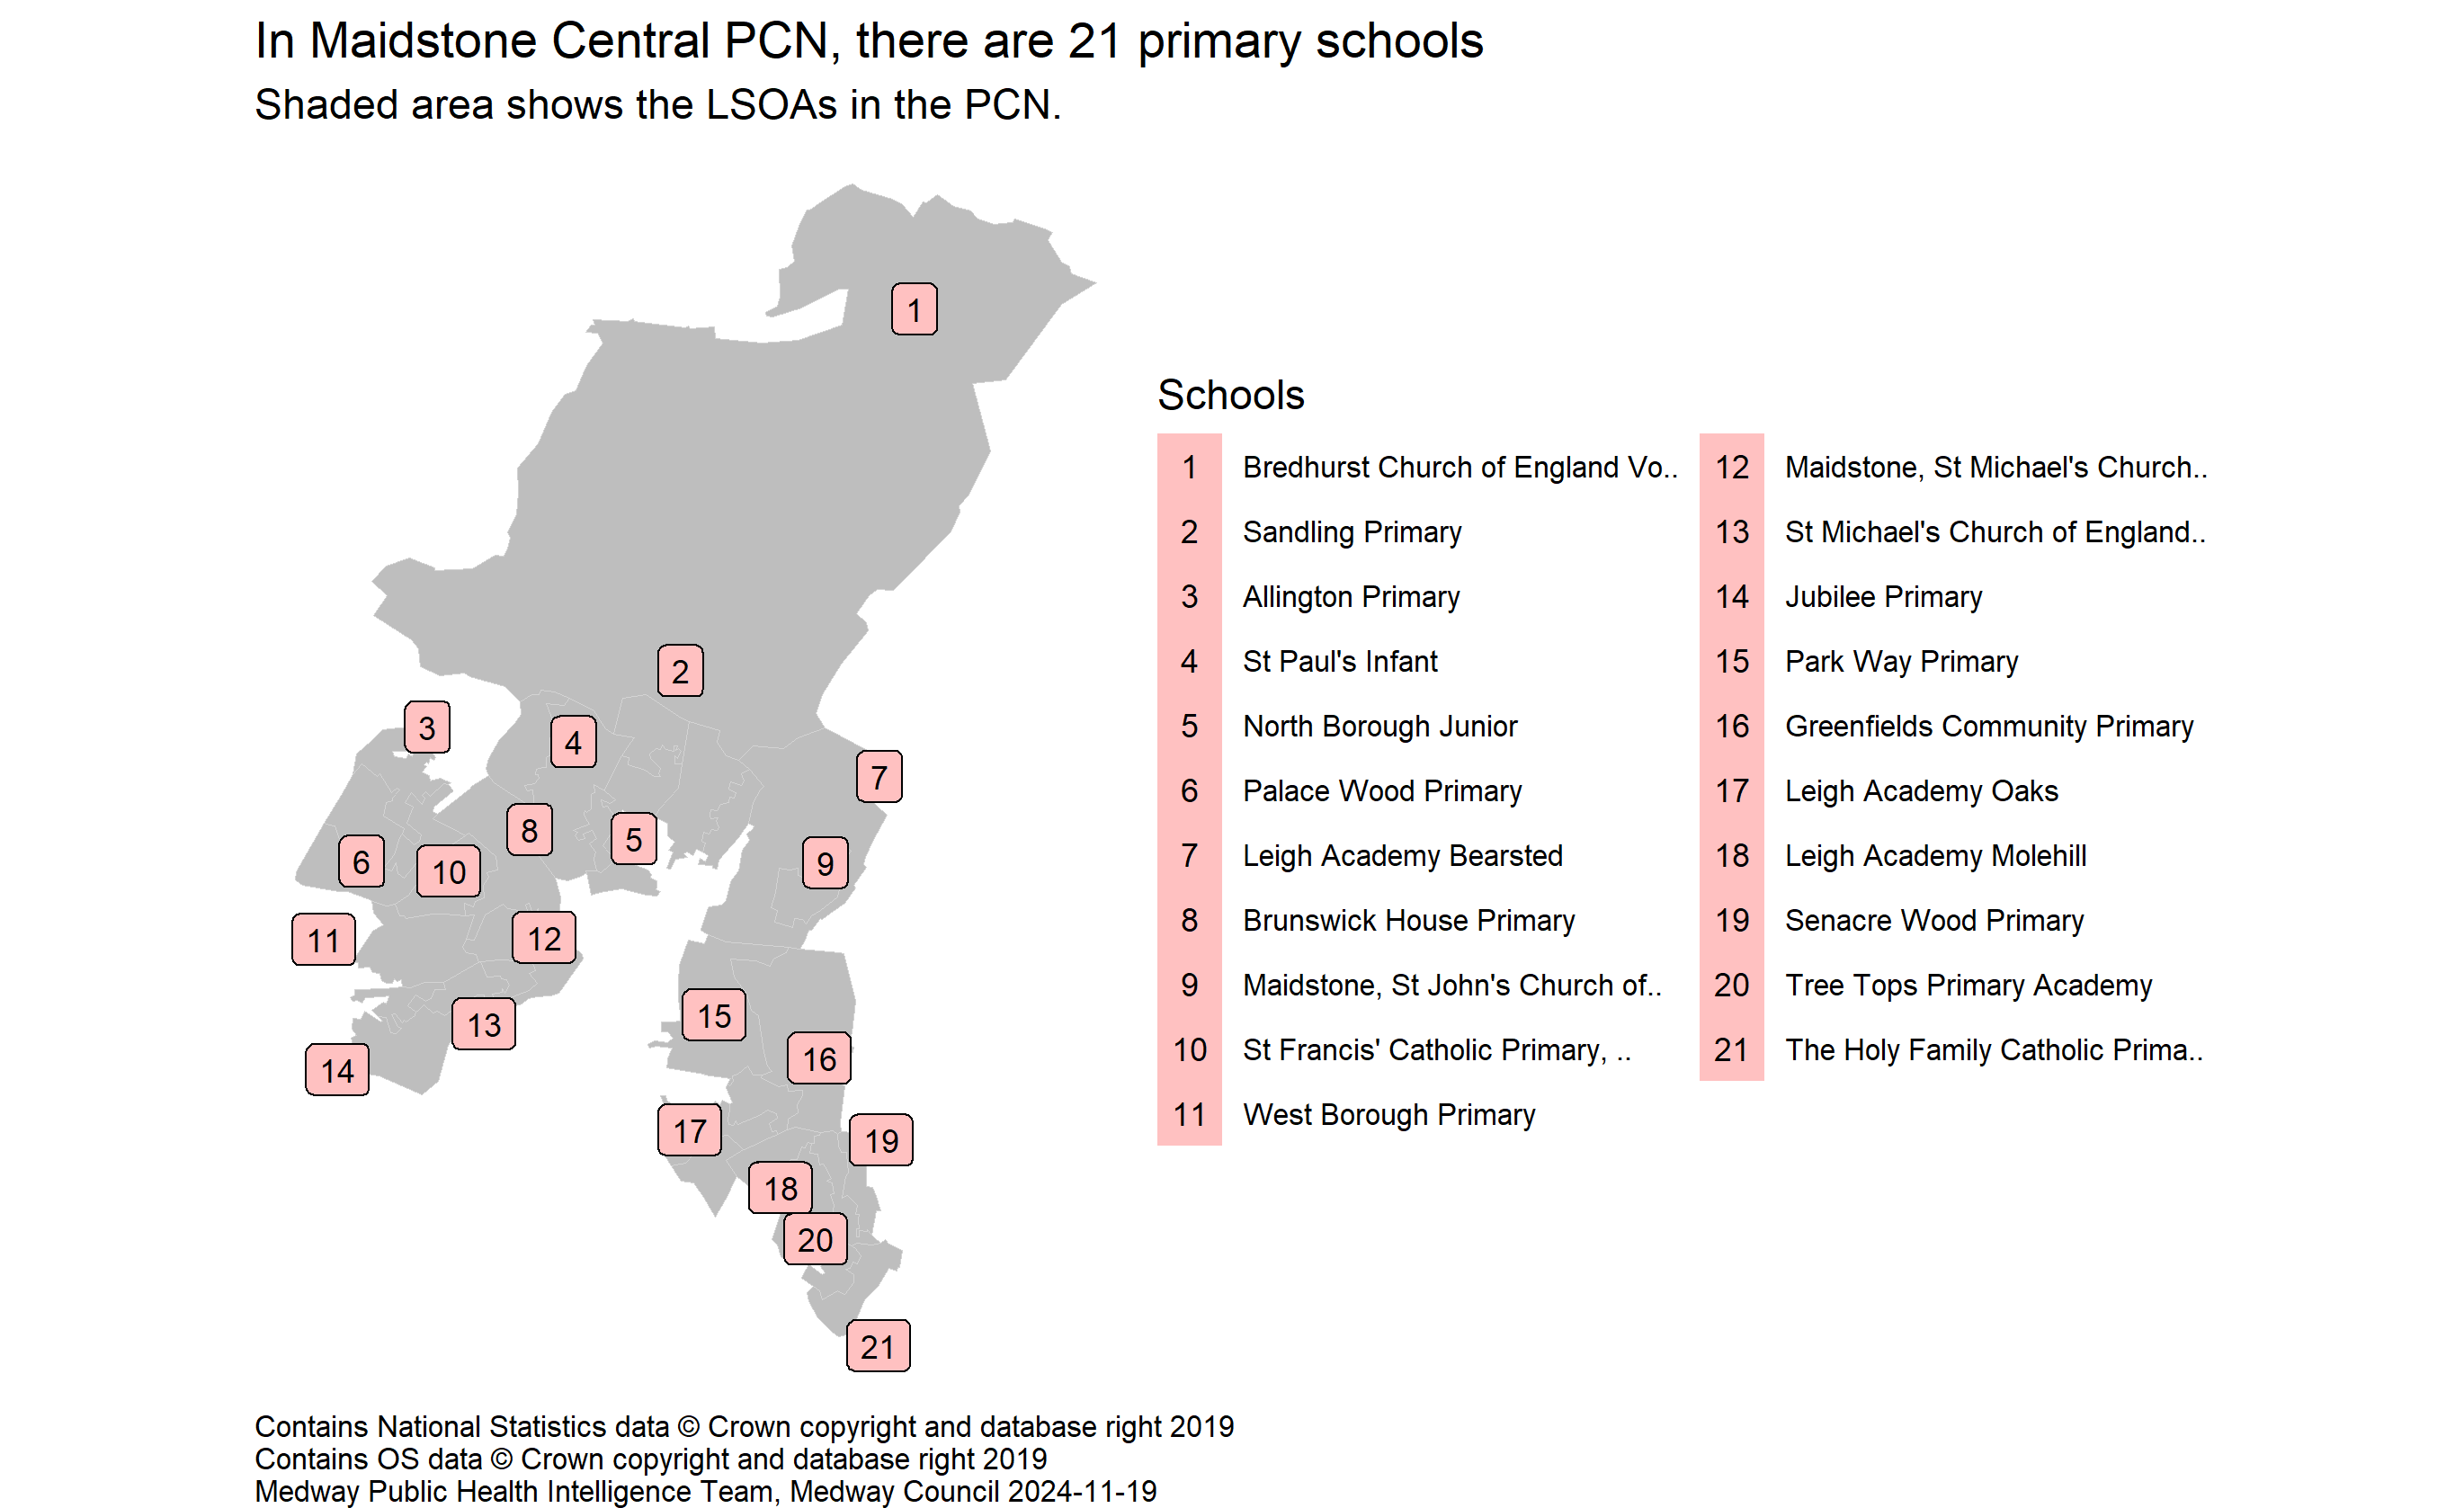 In Maidstone Central PCN, there are 21 primary schools
Shaded area shows the LSOAs in the PCN.
1
2
3
4
7
8
5
6
10
9
11
12
15
13
16
14
17
19
18
20
21
Schools
1 Bredhurst Church of England Vo..
2 Sandling Primary
3 Allington Primary
4 St Paul's Infant
5 North Borough Junior
6 Palace Wood Primary
7 Leigh Academy Bearsted
8 Brunswick House Primary
9 Maidstone, St John's Church of..
10 St Francis' Catholic Primary, ..
11 West Borough Primary
12 Maidstone, St Michael's Church..
13 St Michael's Church of England..
14 Jubilee Primary
15 Park Way Primary
16 Greenfields Community Primary
17 Leigh Academy Oaks
18 Leigh Academy Molehill
19 Senacre Wood Primary
20 Tree Tops Primary Academy
21 The Holy Family Catholic Prima..
Contains National Statistics data © Crown copyright and database right 2019
Contains OS data © Crown copyright and database right 2019
Medway Public Health Intelligence Team, Medway Council 2024-11-19